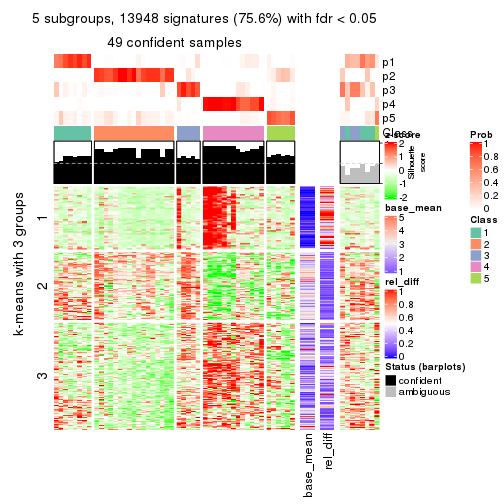 5 subgroups, 13948 signatures (75.6%) with fdr < 0.05
49 confident samples
p1
p2
p3
p4
p5
Class
k-means with 3 groups
1
2
3
base_mean
rel_diff
Silhouette
score
z-score
2
1
0
-1
-2
base_mean
5
4
3
2
1
rel_diff
1
0.8
0.6
0.4
0.2
0
Status (barplots)
confident
ambiguous
Prob
1
0.8
0.6
0.4
0.2
0
Class
1
2
3
4
5